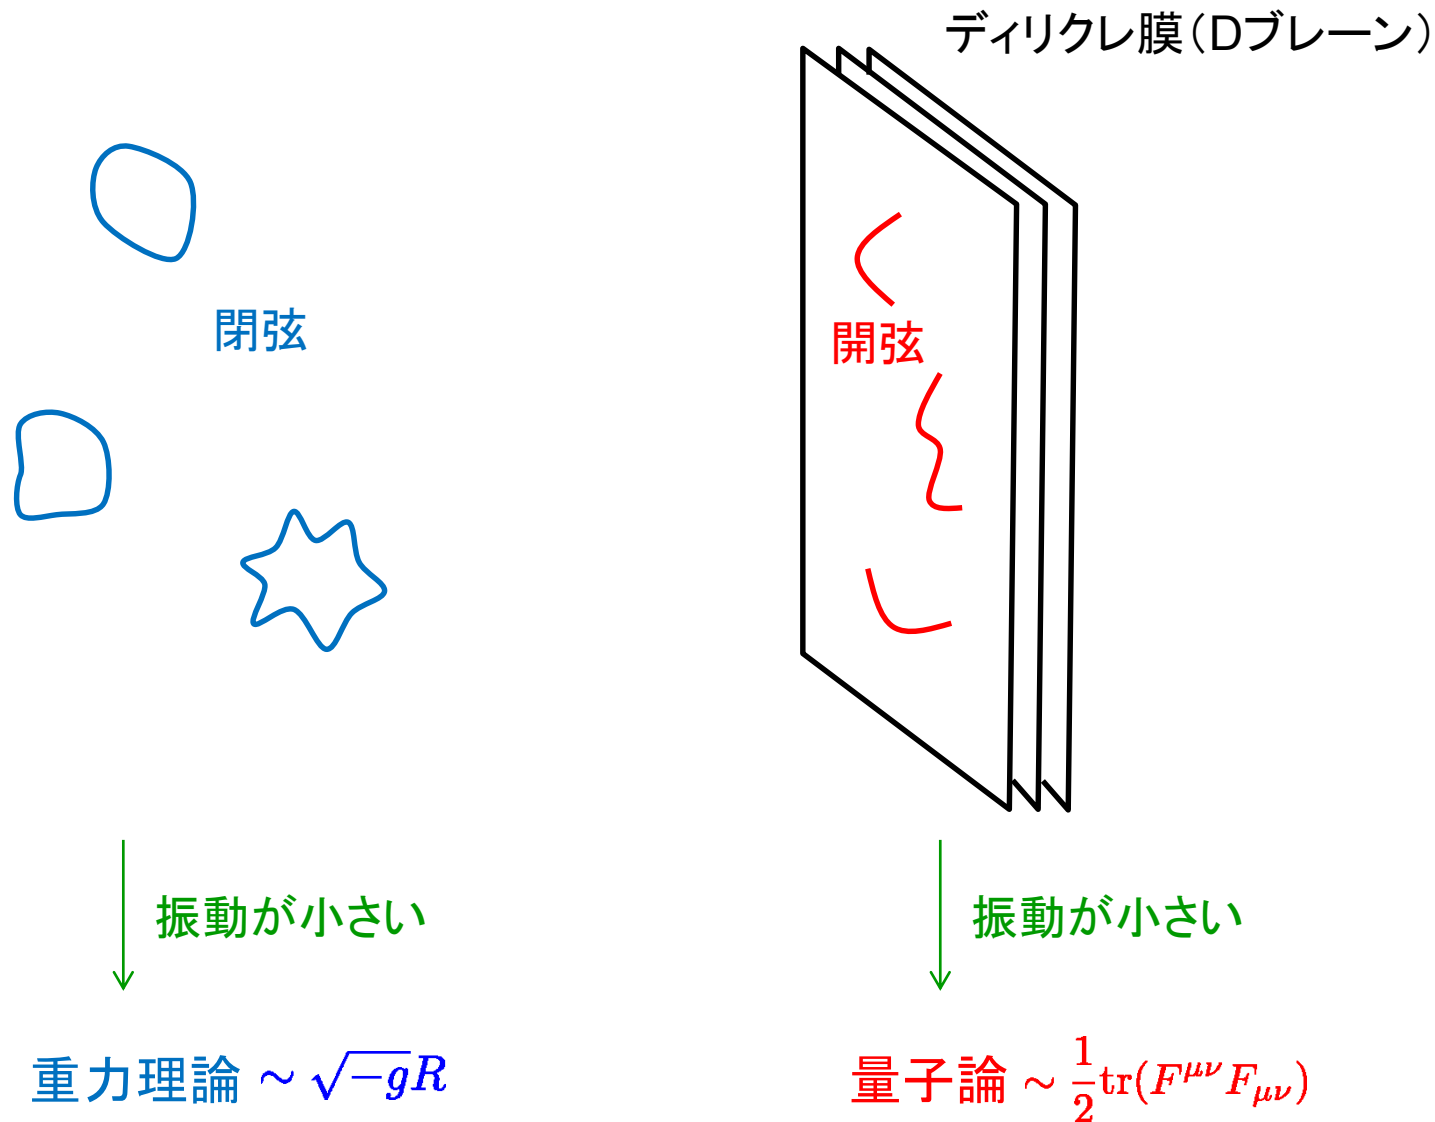 ディリクレ膜(Dブレーン)
閉弦
開弦
振動が小さい
振動が小さい
重力理論 ~ √-g R
量子論 ~ 1/2 tr(F^{μν}F_{μν})